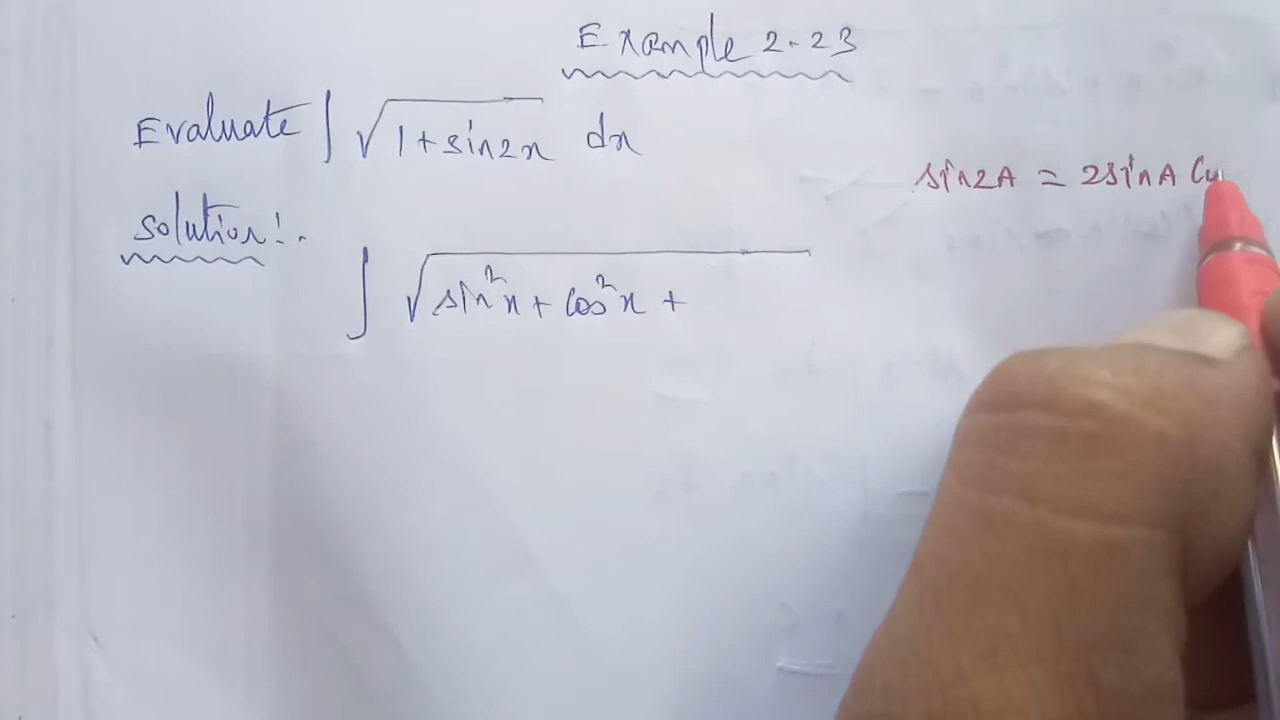 Example 2.23
Evaluate ∫ √(1+sin2x) dx
sin2A = 2sinA
Solution:.
∫ √(sin²x + cos²x +